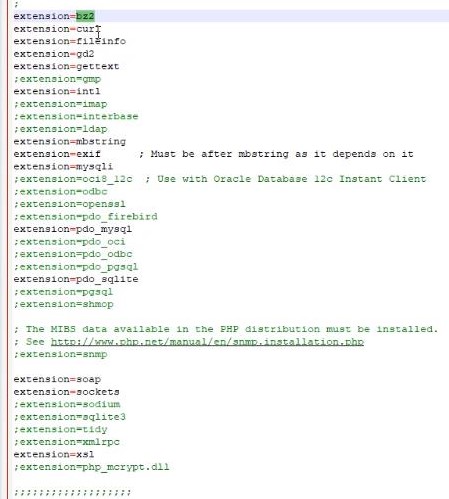 ;
extension=bz2
extension=curl
extension=fileinfo
extension=gd2
extension=gettext
;extension=gmp
extension=intl
;extension=imap
;extension=interbase
;extension=ldap
extension=mbstring
extension=exif      ; Must be after mbstring as it depends on it
extension=mysqli
;extension=oci8_12c  ; Use with Oracle Database 12c Instant Client
;extension=odbc
;extension=openssl
;extension=pdo_firebird
extension=pdo_mysql
;extension=pdo_oci
;extension=pdo_odbc
;extension=pdo_pgsql
extension=pdo_sqlite
;extension=pgsql
;extension=shmop

; The MIBS data available in the PHP distribution must be installed.
; See http://www.php.net/manual/en/snmp.installation.php
;extension=snmp

extension=soap
extension=sockets
;extension=sodium
;extension=sqlite3
;extension=tidy
;extension=xmlrpc
extension=xsl
;extension=php_mcrypt.dll

;;;;;;;;;;;;;;;;;;;